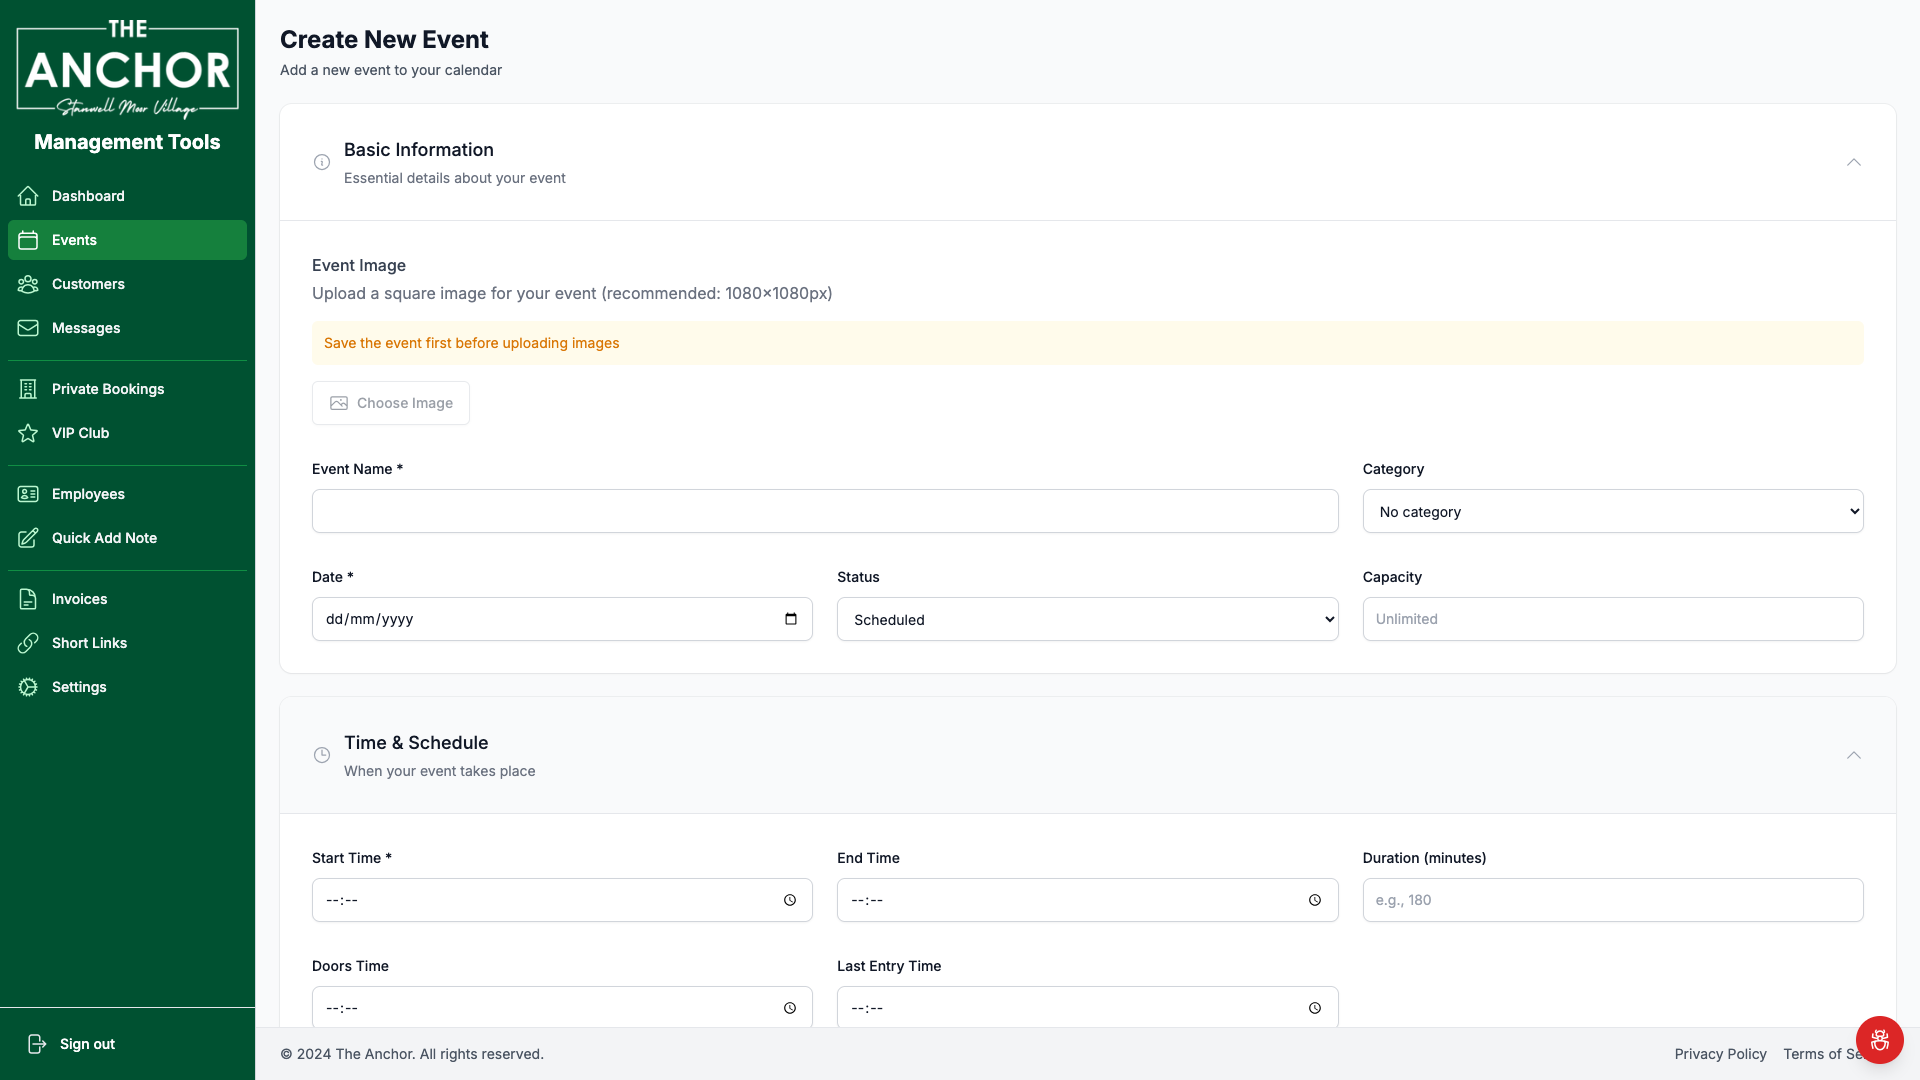 THE
ANCHOR
Stanwell Moor Village
Management Tools
Dashboard
Events
Customers
Messages
Private Bookings
VIP Club
Employees
Quick Add Note
Invoices
Short Links
Settings
Sign out
Create New Event
Add a new event to your calendar
Basic Information
Essential details about your event
Event Image
Upload a square image for your event (recommended: 1080×1080px)
Save the event first before uploading images
Choose Image
Event Name *
Category
No category
Date *
Status
Capacity
dd/mm/yyyy
Scheduled
Unlimited
Time & Schedule
When your event takes place
Start Time *
End Time
Duration (minutes)
--:--
--:--
e.g., 180
Doors Time
Last Entry Time
--:--
--:--
© 2024 The Anchor. All rights reserved.
Privacy Policy
Terms of